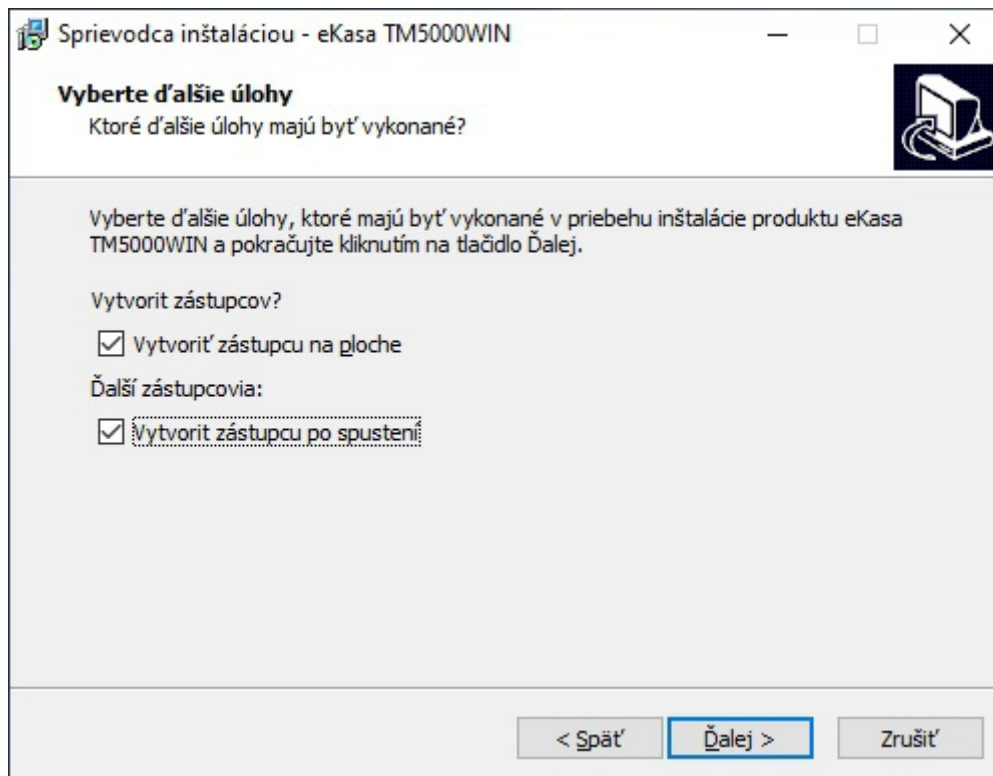 Sprievodca inštaláciou - eKasa TM5000WIN
Vyberte ďalšie úlohy
Ktoré ďalšie úlohy majú byť vykonané?
Vyberte ďalšie úlohy, ktoré majú byť vykonané v priebehu inštalácie produktu eKasa
TM5000WIN a pokračujte kliknutím na tlačidlo Ďalej.
Vytvorit zástupcov?
Vytvoriť zástupcu na ploche
Ďalší zástupcovia:
Vytvorit zástupcu po spustení
< Späť
Ďalej >
Zrušiť